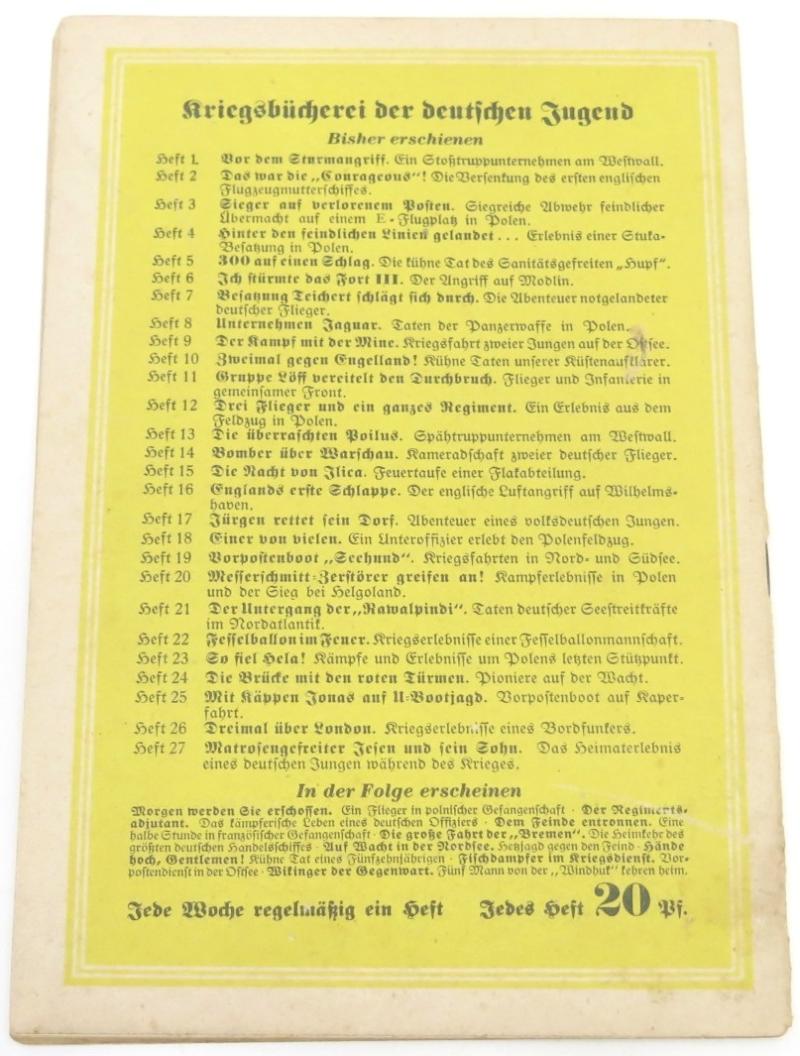 Kriegsbücherei der deutschen Jugend
Bisher erschienen
Heft 1. Vor dem Sturmangriff. Ein Stoßtruppunternehmen am Westwall.
Heft 2 Das war die „Courageous“! Die Versenkung des ersten englischen
Flugzeugmutterschiffes.
Heft 3 Sieger auf verlorenem Posten. Siegreiche Abwehr feindlicher
Übermacht auf einem E-Flugplatz in Polen.
Heft 4 Hinter den feindlichen Linien gelandet... Erlebnis einer Stuka-
Besatzung in Polen.
Heft 5 300 auf einen Schlag. Die kühne Tat des Sanitätsgefreiten „Hupf“.
Heft 6 Ich stürmte das Fort III. Der Angriff auf Modlin.
Heft 7 Besatzung Teichert schlägt sich durch. Die Abenteuer notgelandeter
deutscher Flieger.
Heft 8 Unternehmen Jaguar. Taten der Panzerwaffe in Polen.
Heft 9 Der Kampf mit der Mine. Kriegsfahrt zweier Jungen auf der Ostsee.
Heft 10 Zweimal gegen Engelland! Kühne Taten unserer Küstenaufklärer.
Heft 11 Gruppe Löff vereitelt den Durchbruch. Flieger und Infanterie in
gemeinsamer Front.
Heft 12 Drei Flieger und ein ganzes Regiment. Ein Erlebnis aus dem
Feldzug in Polen.
Heft 13 Die überraschten Poilus. Spähtruppunternehmen am Westwall.
Heft 14 Bomber über Warschau. Kameradschaft zweier deutscher Flieger.
Heft 15 Die Nacht von Ilica. Feuertaufe einer Flakabteilung.
Heft 16 Englands erste Schlappe. Der englische Luftangriff auf Wilhelms-
haven.
Heft 17 Jürgen rettet sein Dorf. Abenteuer eines volksdeutschen Jungen.
Heft 18 Einer von vielen. Ein Unteroffizier erlebt den Polenfeldzug.
Heft 19 Vorpostenboot „Seehund“. Kriegsfahrten in Nord- und Südsee.
Heft 20 Messerschmitt-Zerstörer greifen an! Kampferlebnisse in Polen
und der Sieg bei Helgoland.
Heft 21 Der Untergang der „Rawalpindi“. Taten deutscher Seestreitkräfte
im Nordatlantik.
Heft 22 Fesselballon im Feuer. Kriegserlebnisse einer Fesselballonmannschaft.
Heft 23 So fiel Hela! Kämpfe und Erlebnisse um Polens letzten Stützpunkt.
Heft 24 Die Brücke mit den roten Türmen. Pioniere auf der Wacht.
Heft 25 Mit Käppen Jonas auf U-Bootjagd. Vorpostenboot auf Kaper-
fahrt.
Heft 26 Dreimal über London. Kriegserlebnisse eines Bordfunkers.
Heft 27 Matrosengefreiter Jesen und sein Sohn. Das Heimaterlebnis
eines deutschen Jungen während des Krieges.
In der Folge erscheinen
Morgen werden Sie erschossen. Ein Flieger in polnischer Gefangenschaft · Der Regiments-
adjutant. Das kämpferische Leben eines deutschen Offiziers · Dem Feinde entronnen. Eine
halbe Stunde in französischer Gefangenschaft · Die große Fahrt der „Bremen“. Die Heimkehr des
größten deutschen Handelsschiffes · Auf Wacht in der Nordsee. Hetzjagd gegen den Feind · Hände
hoch, Gentlemen! Kühne Tat eines Fünfzehnjährigen · Fischdampfer im Kriegsdienst. Vor-
postendienst in der Ostsee · Wikinger der Gegenwart. Fünf Mann von der „Windhuk“ kehren heim.
Jede Woche regelmäßig ein Heft Jedes Heft 20 Pf.